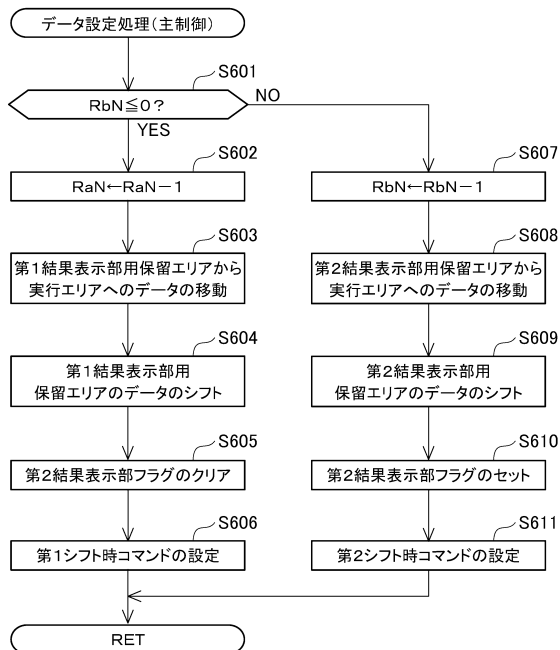 データ設定処理(主制御)
S601
RbN≦0?
NO
YES
S602
RaN←RaN－1
S603
第1結果表示部用保留エリアから
実行エリアへのデータの移動
S604
第1結果表示部用
保留エリアのデータのシフト
S605
第2結果表示部フラグのクリア
S606
第1シフト時コマンドの設定
S607
RbN←RbN－1
S608
第2結果表示部用保留エリアから
実行エリアへのデータの移動
S609
第2結果表示部用
保留エリアのデータのシフト
S610
第2結果表示部フラグのセット
S611
第2シフト時コマンドの設定
RET